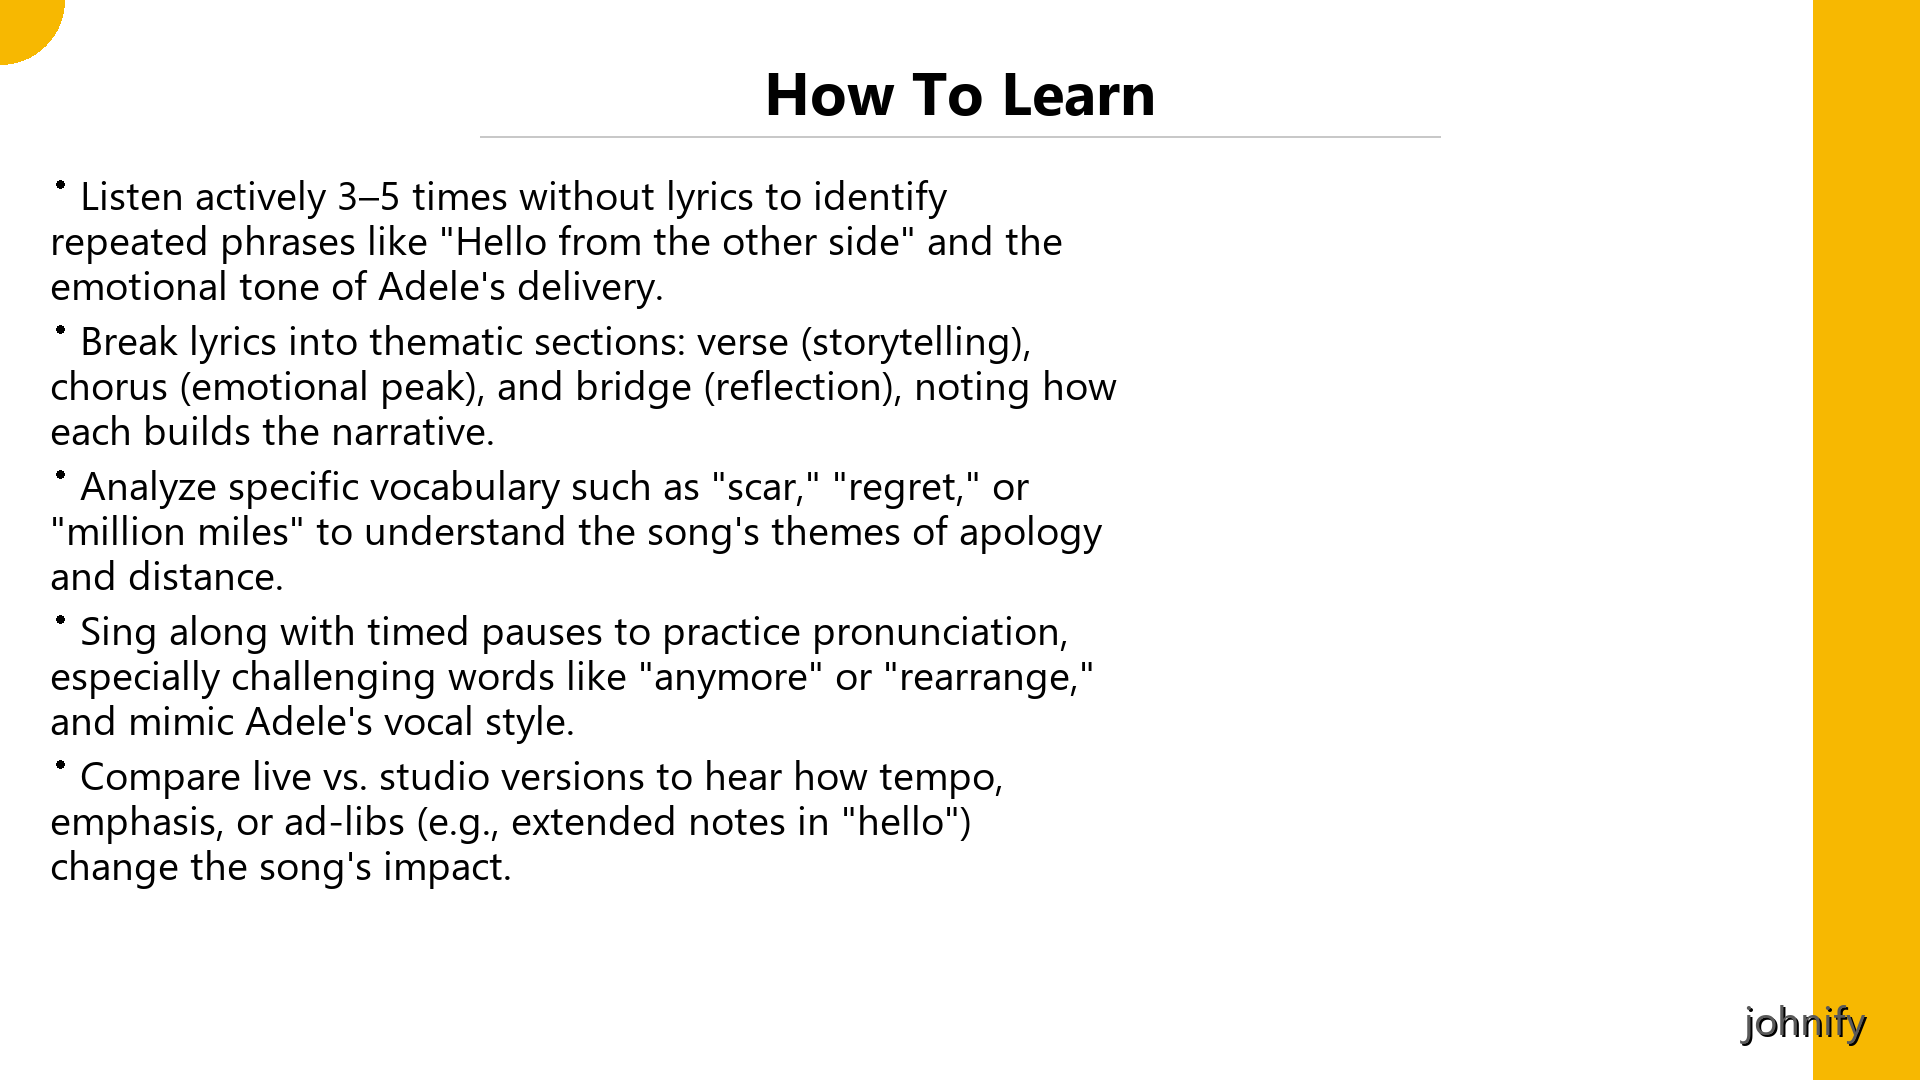 How To Learn
• Listen actively 3–5 times without lyrics to identify
repeated phrases like "Hello from the other side" and the
emotional tone of Adele's delivery.
• Break lyrics into thematic sections: verse (storytelling),
chorus (emotional peak), and bridge (reflection), noting how
each builds the narrative.
• Analyze specific vocabulary such as "scar," "regret," or
"million miles" to understand the song's themes of apology
and distance.
• Sing along with timed pauses to practice pronunciation,
especially challenging words like "anymore" or "rearrange,"
and mimic Adele's vocal style.
• Compare live vs. studio versions to hear how tempo,
emphasis, or ad-libs (e.g., extended notes in "hello")
change the song's impact.
johnify